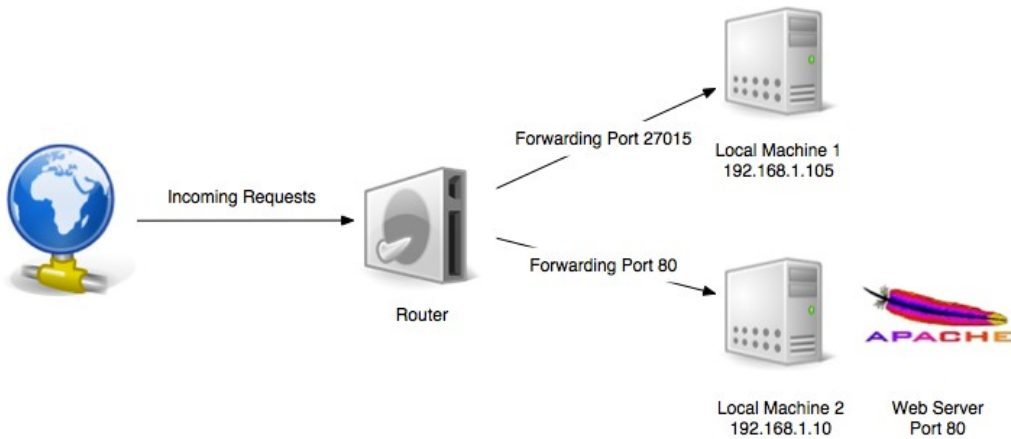 Incoming Requests
Router
Forwarding Port 27015
Local Machine 1
192.168.1.105
Forwarding Port 80
Local Machine 2
192.168.1.10
APACHE
Web Server
Port 80